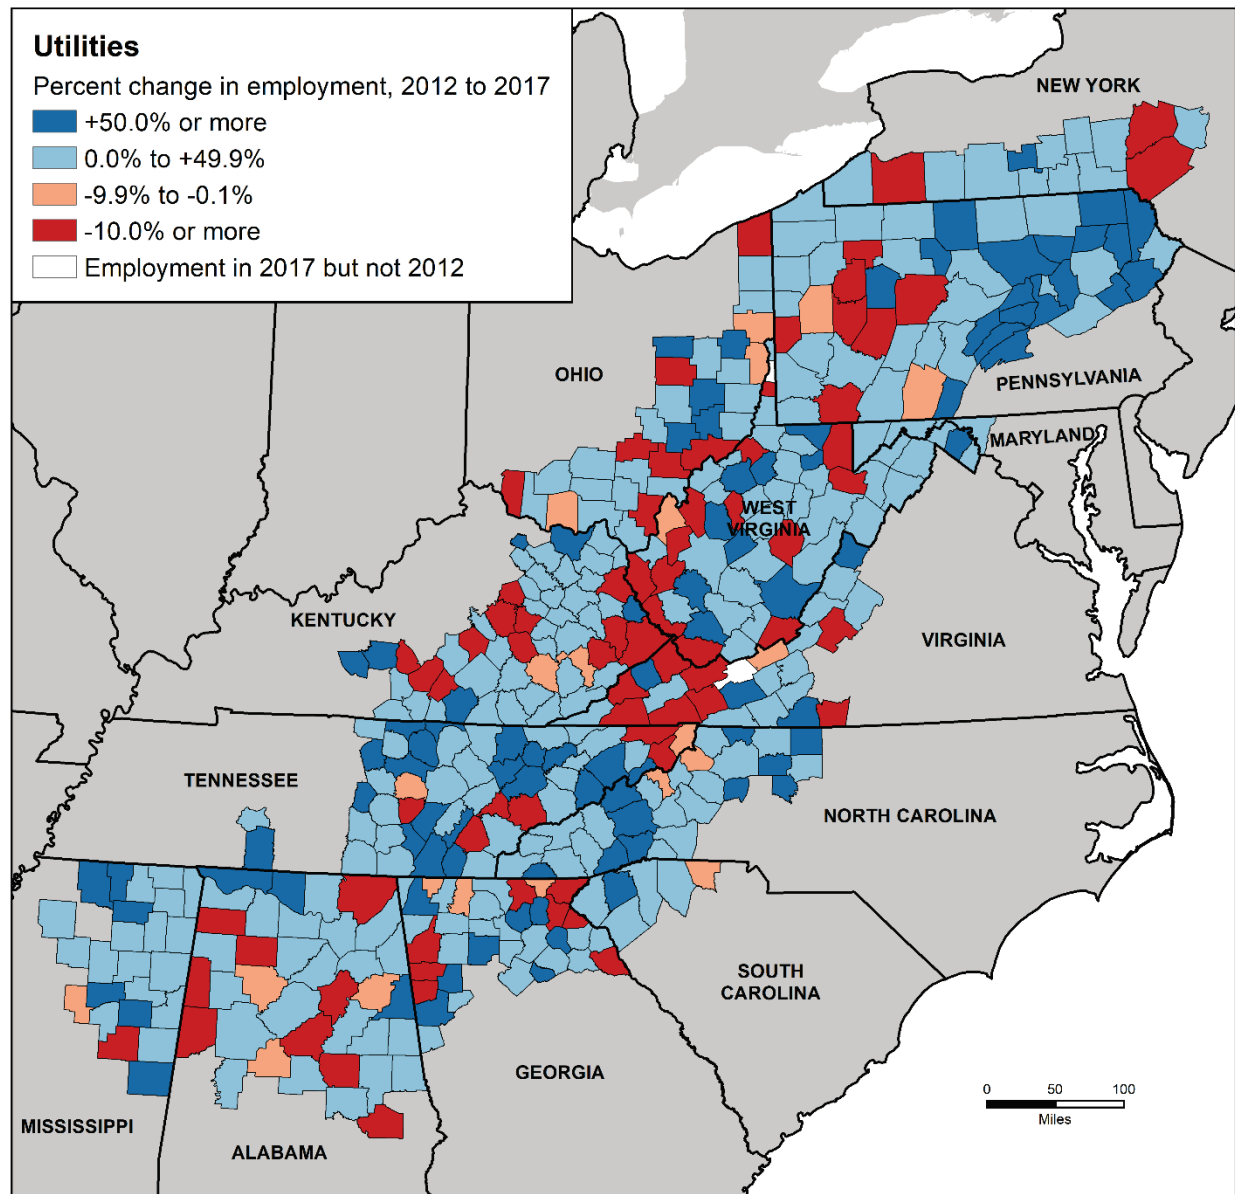 Utilities
Percent change in employment, 2012 to 2017
+50.0% or more
0.0% to +49.9%
-9.9% to -0.1%
-10.0% or more
Employment in 2017 but not 2012
NEW YORK
OHIO
PENNSYLVANIA
MARYLAND
WEST
VIRGINIA
KENTUCKY
VIRGINIA
TENNESSEE
NORTH CAROLINA
SOUTH
CAROLINA
GEORGIA
MISSISSIPPI
ALABAMA
0 50 100
Miles